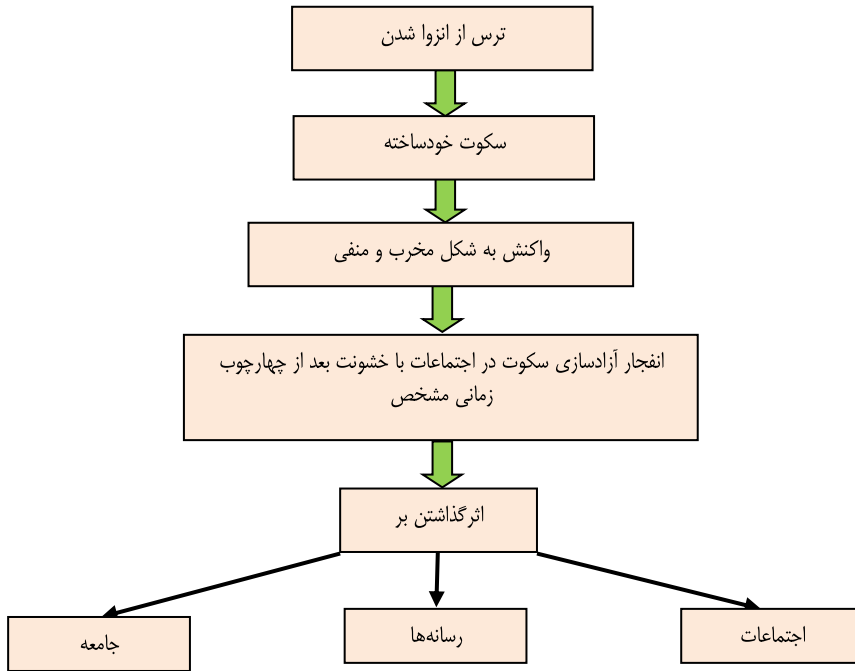 ترس از انزوا شدن
سکوت خودساخته
واکنش به شکل مخرب و منفی
انفجار آزادسازی سکوت در اجتماعات با خشونت بعد از چهارچوب
زمانی مشخص
اثرگذاشتن بر
اجتماعات
رسانه‌ها
جامعه